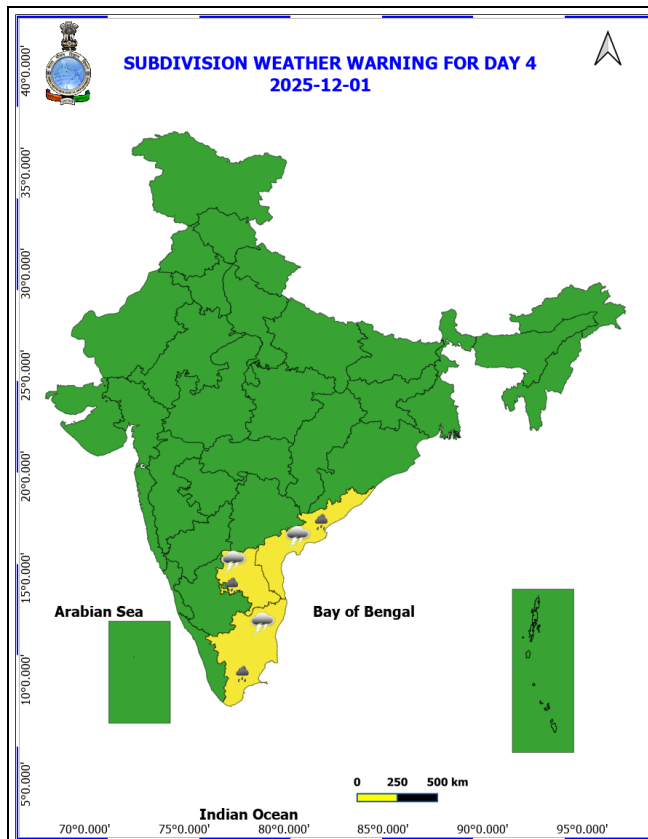 SUBDIVISION WEATHER WARNING FOR DAY 4
2025-12-01
40°0.000'
35°0.000'
30°0.000'
25°0.000'
20°0.000'
15°0.000'
10°0.000'
5°0.000'
Arabian Sea
Bay of Bengal
0 250 500 km
Indian Ocean
70°0.000' 75°0.000' 80°0.000' 85°0.000' 90°0.000' 95°0.000'